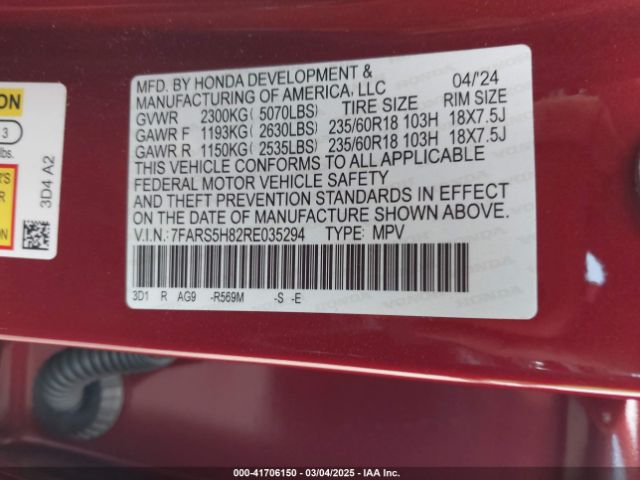 ION
3
lbs.
'S
R
3D4 A2
MFD. BY HONDA DEVELOPMENT &
MANUFACTURING OF AMERICA, LLC 04/24
GVWR 2300KG( 5070LBS) TIRE SIZE RIM SIZE
GAWR F 1193KG( 2630LBS) 235/60R18 103H 18X7.5J
GAWR R 1150KG( 2535LBS) 235/60R18 103H 18X7.5J
THIS VEHICLE CONFORMS TO ALL APPLICABLE
FEDERAL MOTOR VEHICLE SAFETY
AND THEFT PREVENTION STANDARDS IN EFFECT
ON THE DATE OF MANUFACTURE SHOWN ABOVE.
V.I.N.:7FARS5H82RE035294 TYPE: MPV
3D1 R AG9 -R569M -S -E
000-41706150 — 03/04/2025 — IAA Inc.